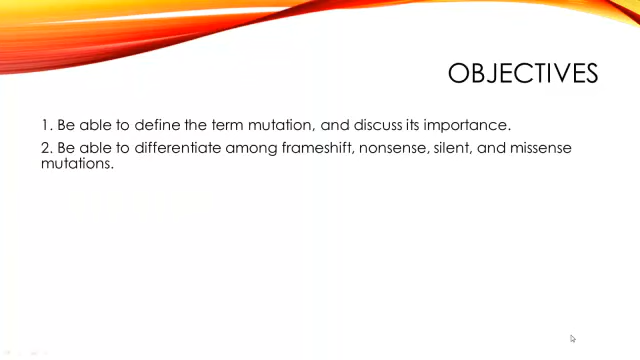 OBJECTIVES
1. Be able to define the term mutation, and discuss its importance.
2. Be able to differentiate among frameshift, nonsense, silent, and missense
mutations.